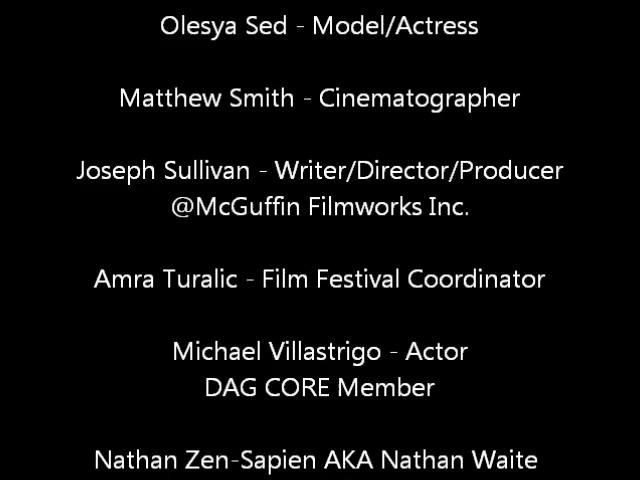 Olesya Sed - Model/Actress
Matthew Smith - Cinematographer
Joseph Sullivan - Writer/Director/Producer
@McGuffin Filmworks Inc.
Amra Turalic - Film Festival Coordinator
Michael Villastrigo - Actor
DAG CORE Member
Nathan Zen-Sapien AKA Nathan Waite